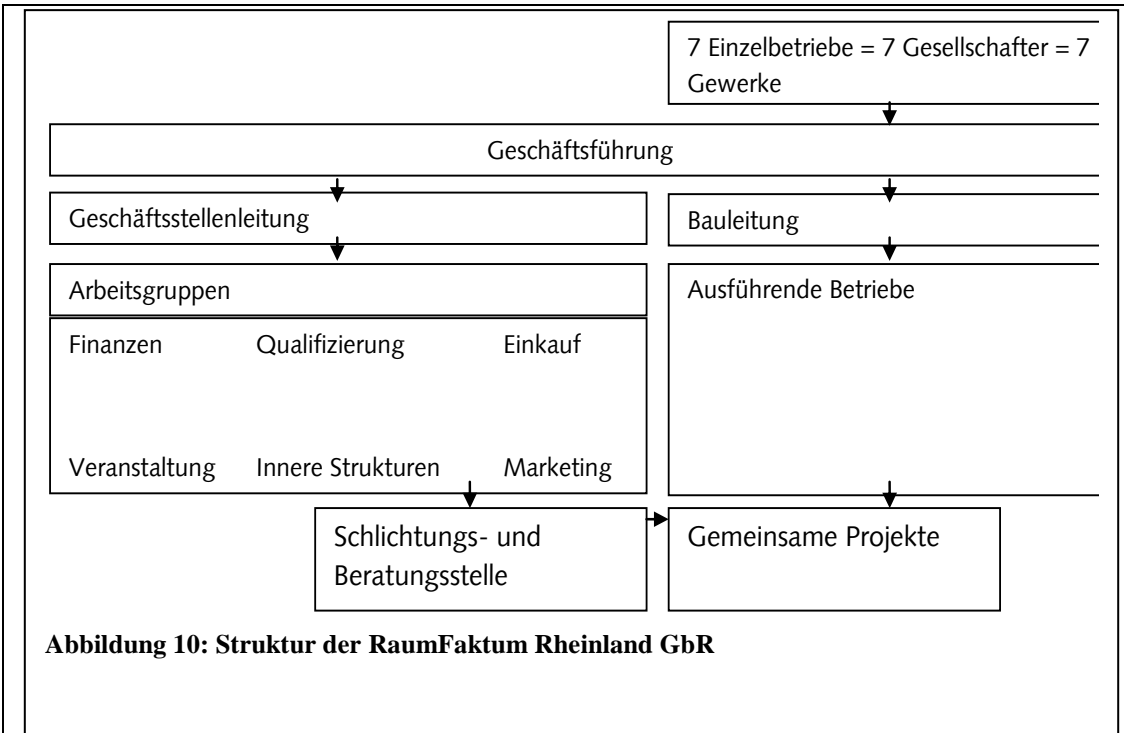 7 Einzelbetriebe = 7 Gesellschafter = 7
Gewerke
Geschäftsführung
Geschäftsstellenleitung
Bauleitung
Arbeitsgruppen
Ausführende Betriebe
Finanzen Qualifizierung Einkauf
Veranstaltung Innere Strukturen Marketing
Schlichtungs- und
Beratungsstelle
Gemeinsame Projekte
Abbildung 10: Struktur der RaumFaktum Rheinland GbR